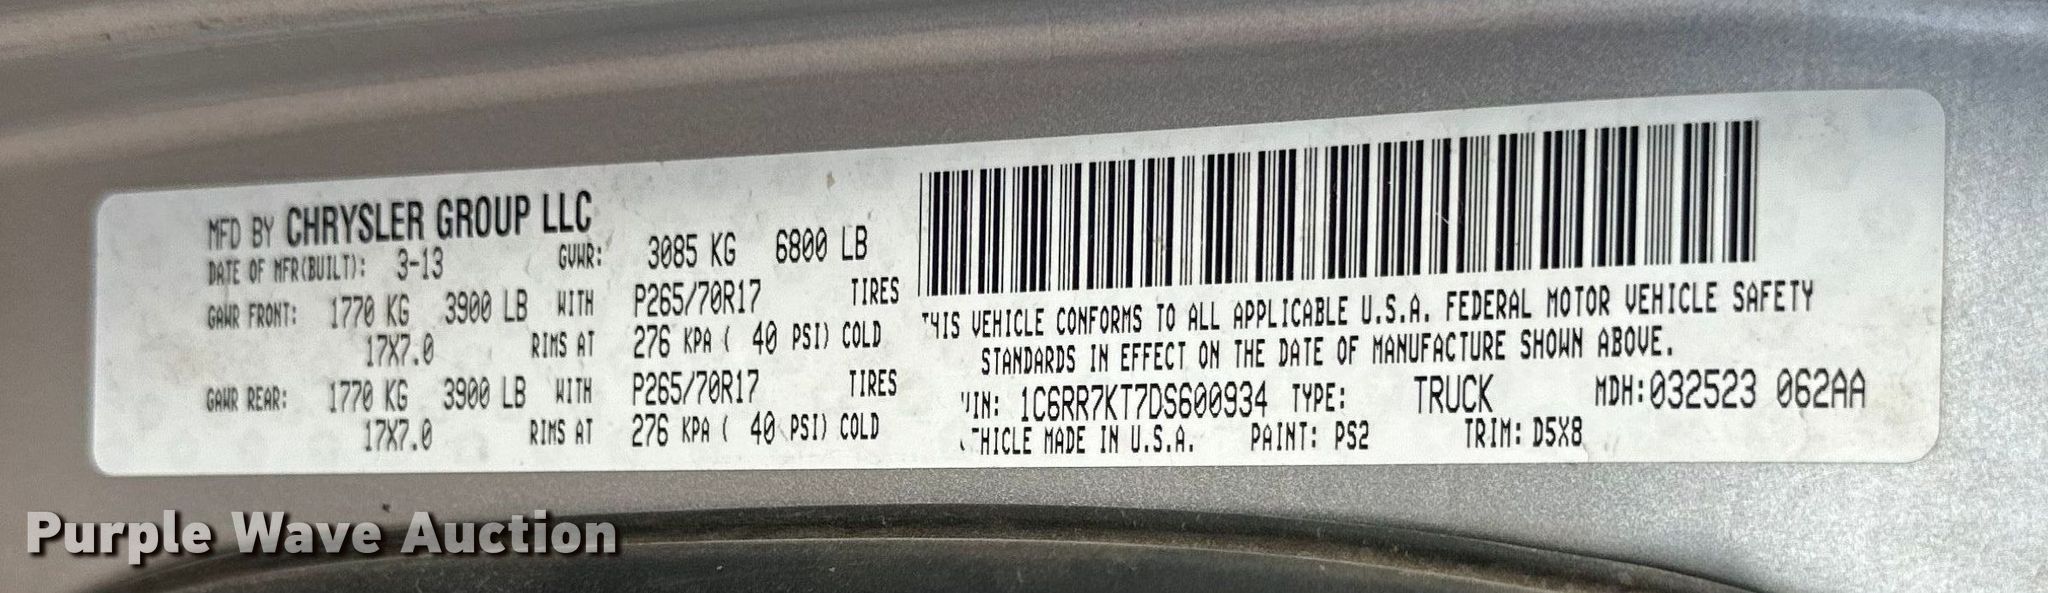 MFD BY CHRYSLER GROUP LLC
DATE OF MFR(BUILT): 3-13 GVWR: 3085 KG 6800 LB
GAWR FRONT: 1770 KG 3900 LB WITH P265/70R17 TIRES
17X7.0 RIMS AT 276 KPA ( 40 PSI) COLD
GAWR REAR: 1770 KG 3900 LB WITH P265/70R17 TIRES
17X7.0 RIMS AT 276 KPA ( 40 PSI) COLD
THIS VEHICLE CONFORMS TO ALL APPLICABLE U.S.A. FEDERAL MOTOR VEHICLE SAFETY
STANDARDS IN EFFECT ON THE DATE OF MANUFACTURE SHOWN ABOVE.
VIN: 1C6RR7KT7DS600934 TYPE: TRUCK MDH:032523 062AA
VEHICLE MADE IN U.S.A. PAINT: PS2 TRIM: D5X8
Purple Wave Auction